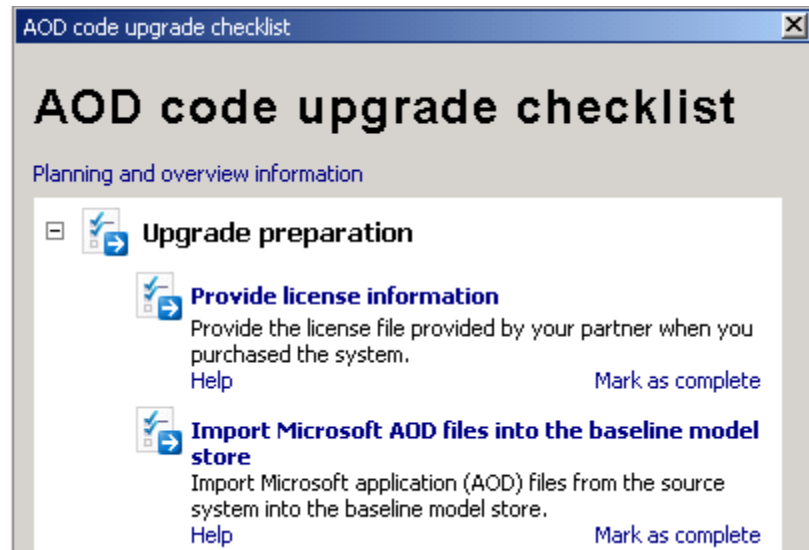 AOD code upgrade checklist
AOD code upgrade checklist
Planning and overview information
Upgrade preparation
Provide license information
Provide the license file provided by your partner when you
purchased the system.
Help Mark as complete
Import Microsoft AOD files into the baseline model
store
Import Microsoft application (AOD) files from the source
system into the baseline model store.
Help Mark as complete